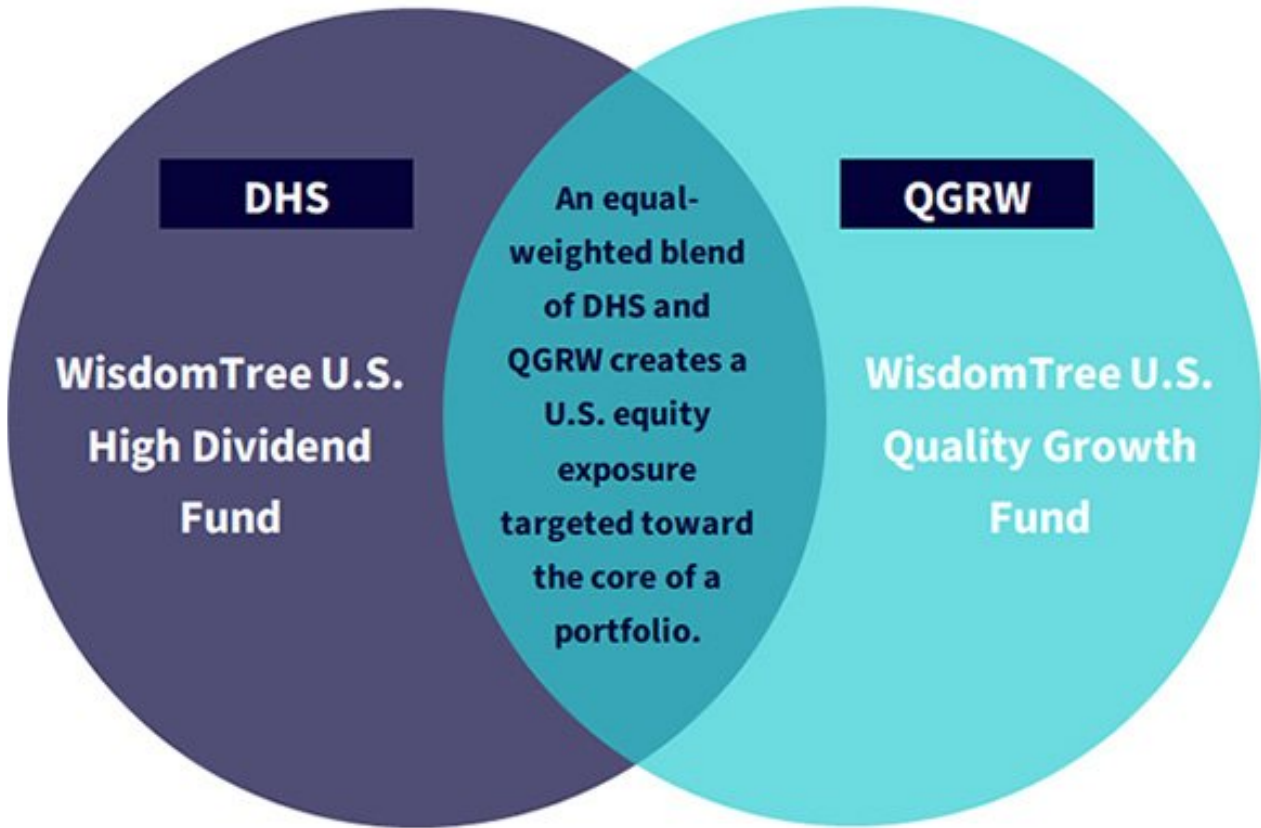 DHS
WisdomTree U.S.
High Dividend
Fund
An equal-
weighted blend
of DHS and
QGRW creates a
U.S. equity
exposure
targeted toward
the core of a
portfolio.
QGRW
WisdomTree U.S.
Quality Growth
Fund